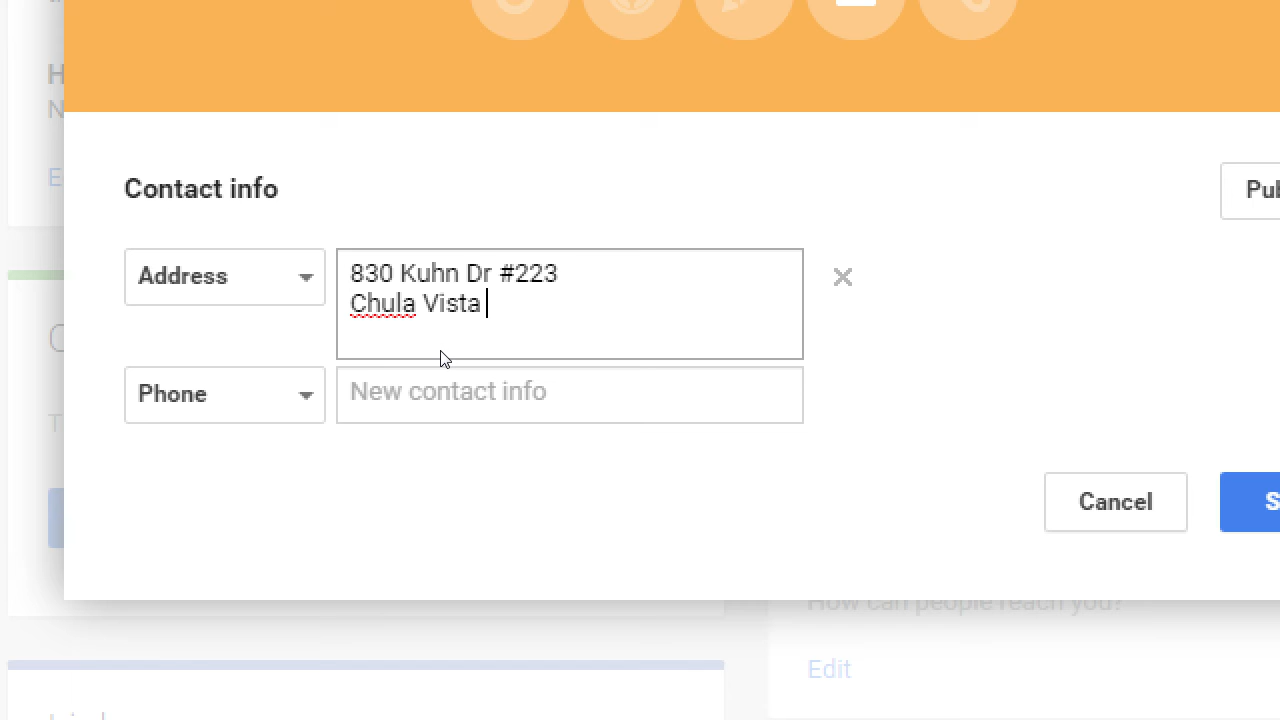 H
N
E
Contact info
Pub
Address
830 Kuhn Dr #223
Chula Vista
Phone
New contact info
T
Cancel
S
How can people reach you?
Edit